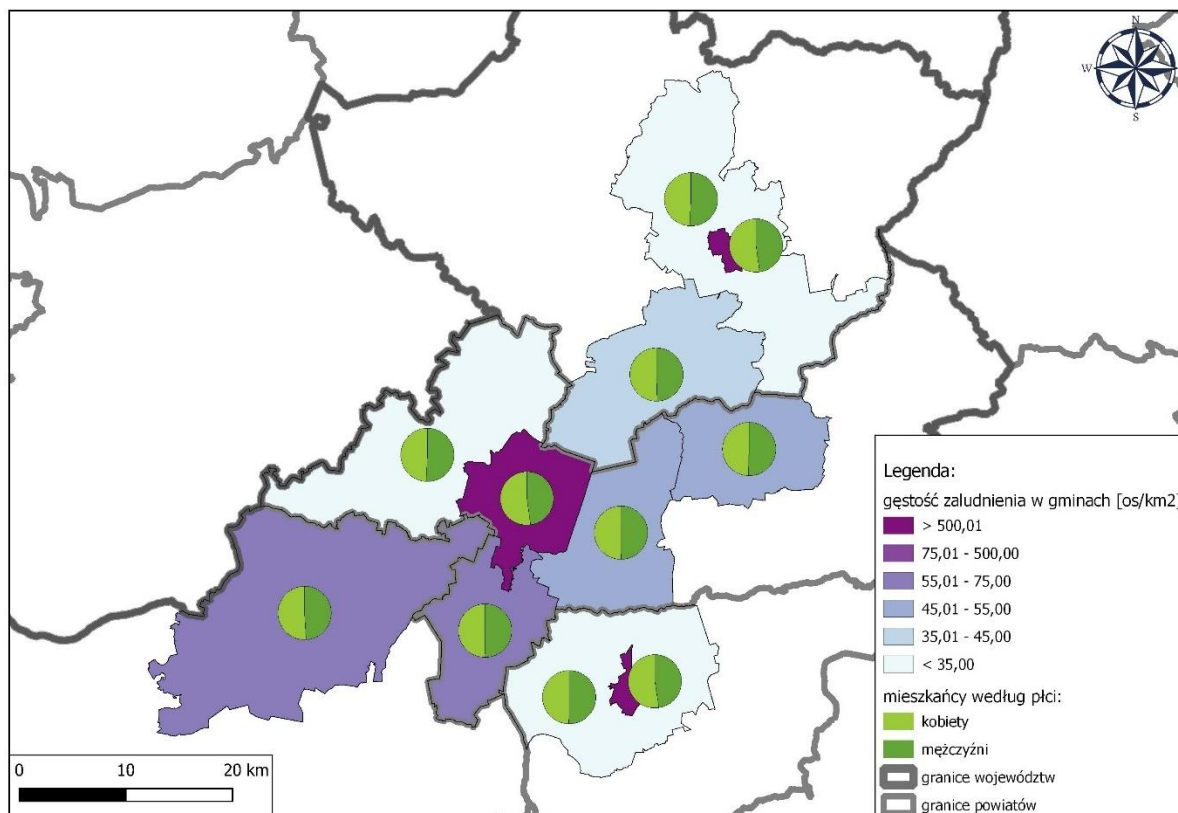 N
W
S
Legenda:
gęstość zaludnienia w gminach [os/km2]
> 500,01
75,01 - 500,00
55,01 - 75,00
45,01 - 55,00
35,01 - 45,00
< 35,00
mieszkańcy według płci:
kobiety
mężczyźni
granice województw
granice powiatów
0 10 20 km